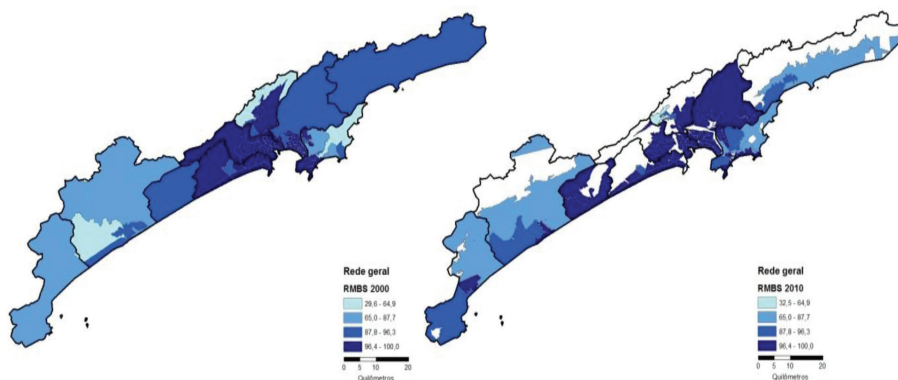 Rede geral
RMBS 2000
29,6 - 64,9
65,0 - 87,7
87,8 - 96,3
96,4 - 100,0
0 5 10 20
Quilômetros
Rede geral
RMBS 2010
32,5 - 64,9
65,0 - 87,7
87,8 - 96,3
96,4 - 100,0
0 5 10 20
Quilômetros